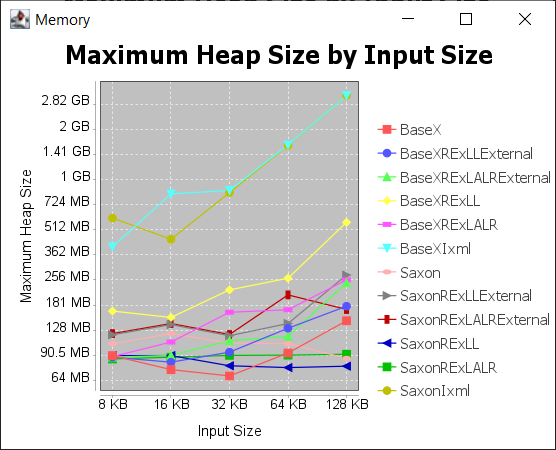 Memory
Maximum Heap Size by Input Size
Maximum Heap Size
2.82 GB
2 GB
1.41 GB
1 GB
724 MB
512 MB
362 MB
256 MB
181 MB
128 MB
90.5 MB
64 MB
8 KB 16 KB 32 KB 64 KB 128 KB
Input Size
BaseX
BaseXRExLLExternal
BaseXRExLALRExternal
BaseXRExLL
BaseXRExLALR
BaseXIxml
Saxon
SaxonRExLLExternal
SaxonRExLALRExternal
SaxonRExLL
SaxonRExLALR
SaxonIxml